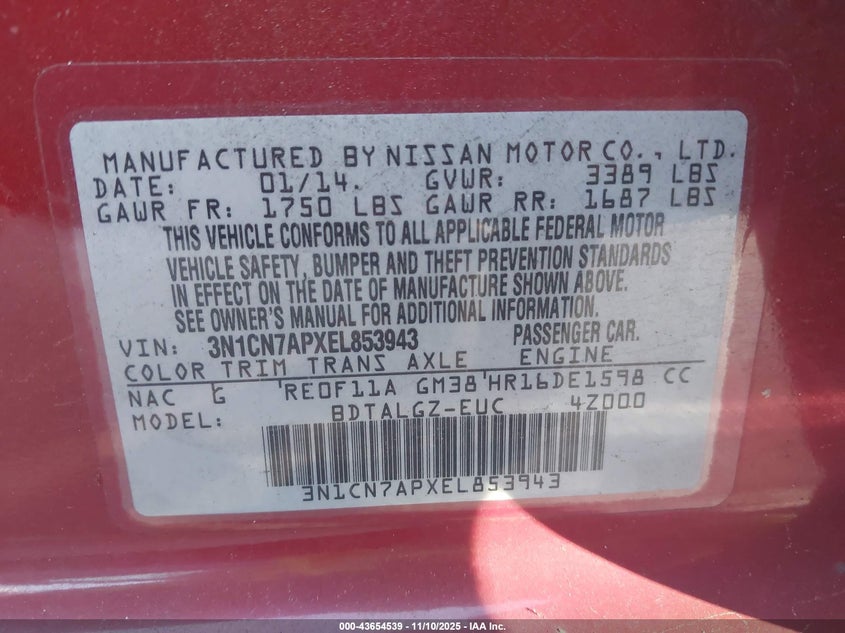 MANUFACTURED BY NISSAN MOTOR CO., LTD.
DATE: 01/14. GVWR: 3389 LBS
GAWR FR: 1750 LBS GAWR RR: 1687 LBS
THIS VEHICLE CONFORMS TO ALL APPLICABLE FEDERAL MOTOR
VEHICLE SAFETY, BUMPER AND THEFT PREVENTION STANDARDS
IN EFFECT ON THE DATE OF MANUFACTURE SHOWN ABOVE.
SEE OWNER'S MANUAL FOR ADDITIONAL INFORMATION.
VIN: 3N1CN7APXEL853943 PASSENGER CAR.
COLOR TRIM TRANS AXLE ENGINE
NAC G RE0F11A GM38 HR16DE1598 CC
MODEL: BDTALGZ-EUC 4Z000
3N1CN7APXEL853943
000-43654539 - 11/10/2025 - IAA Inc.